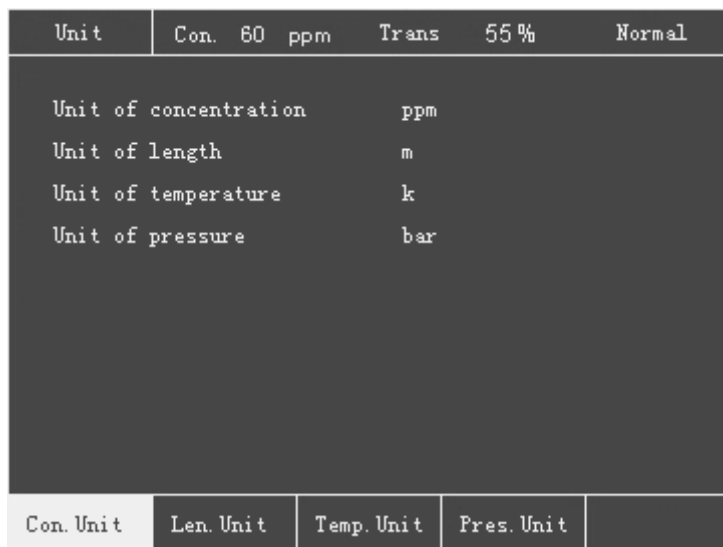 Unit Con. 60 ppm Trans 55% Normal
Unit of concentration ppm
Unit of length m
Unit of temperature k
Unit of pressure bar
Con.Unit Len.Unit Temp.Unit Pres.Unit